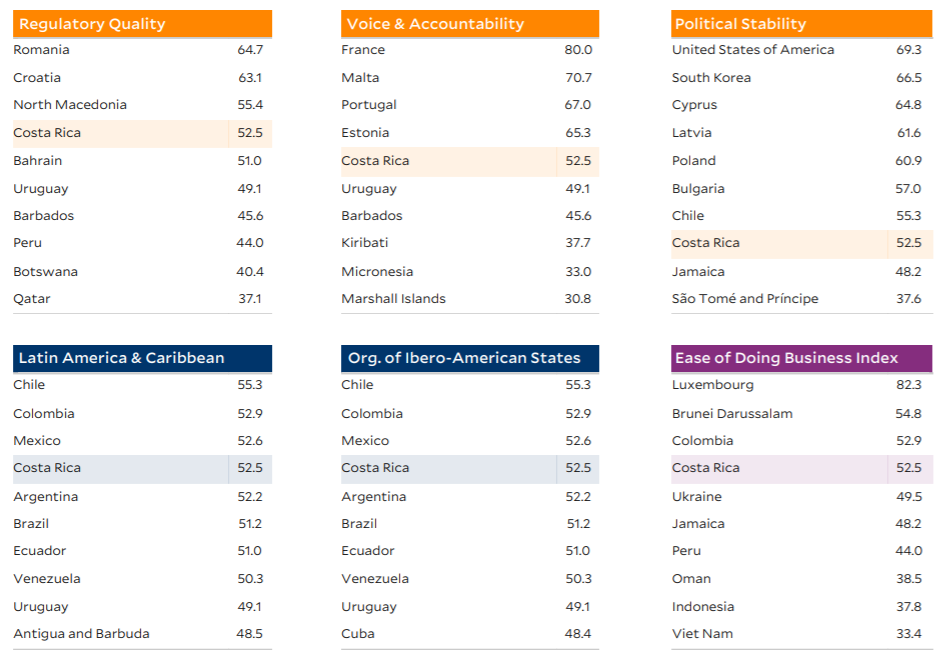 Regulatory Quality
Romania 64.7
Croatia 63.1
North Macedonia 55.4
Costa Rica 52.5
Bahrain 51.0
Uruguay 49.1
Barbados 45.6
Peru 44.0
Botswana 40.4
Qatar 37.1
Voice & Accountability
France 80.0
Malta 70.7
Portugal 67.0
Estonia 65.3
Costa Rica 52.5
Uruguay 49.1
Barbados 45.6
Kiribati 37.7
Micronesia 33.0
Marshall Islands 30.8
Political Stability
United States of America 69.3
South Korea 66.5
Cyprus 64.8
Latvia 61.6
Poland 60.9
Bulgaria 57.0
Chile 55.3
Costa Rica 52.5
Jamaica 48.2
São Tomé and Príncipe 37.6
Latin America & Caribbean
Chile 55.3
Colombia 52.9
Mexico 52.6
Costa Rica 52.5
Argentina 52.2
Brazil 51.2
Ecuador 51.0
Venezuela 50.3
Uruguay 49.1
Antigua and Barbuda 48.5
Org. of Ibero-American States
Chile 55.3
Colombia 52.9
Mexico 52.6
Costa Rica 52.5
Argentina 52.2
Brazil 51.2
Ecuador 51.0
Venezuela 50.3
Uruguay 49.1
Cuba 48.4
Ease of Doing Business Index
Luxembourg 82.3
Brunei Darussalam 54.8
Colombia 52.9
Costa Rica 52.5
Ukraine 49.5
Jamaica 48.2
Peru 44.0
Oman 38.5
Indonesia 37.8
Viet Nam 33.4